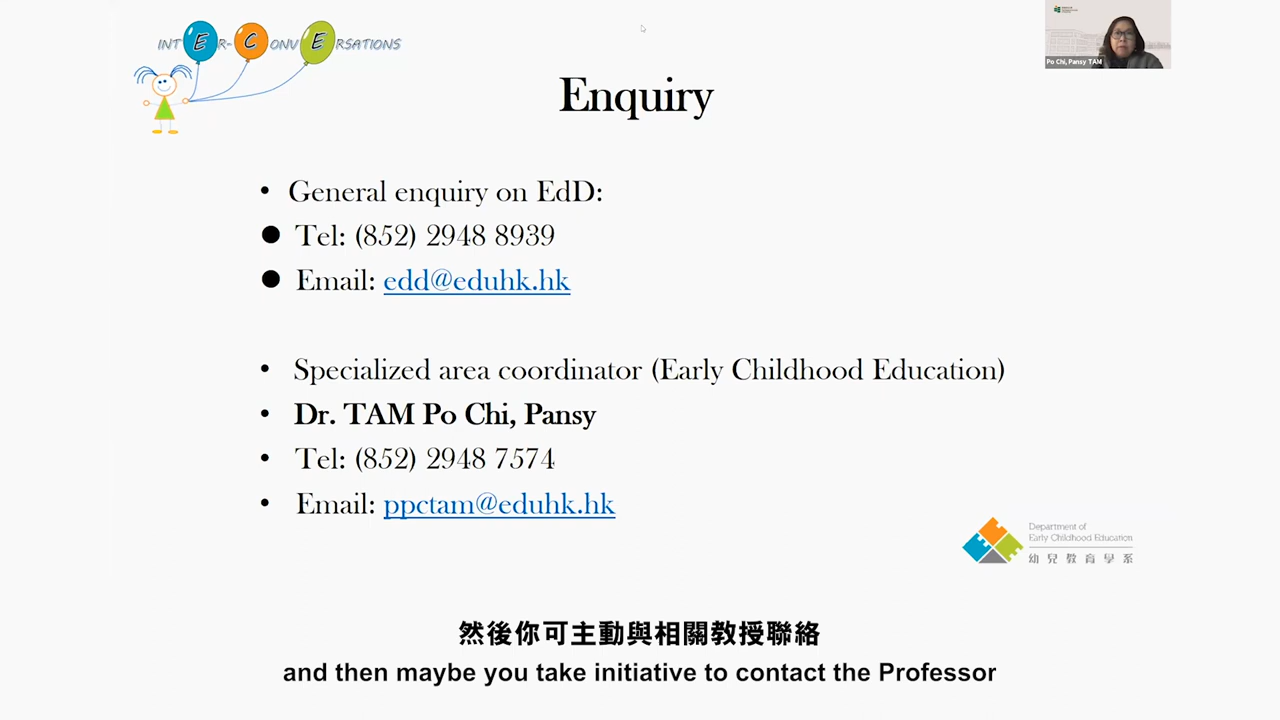 INTER-CONVERSATIONS
Po Chi, Pansy TAM
Enquiry
• General enquiry on EdD:
● Tel: (852) 2948 8939
● Email: edd@eduhk.hk
• Specialized area coordinator (Early Childhood Education)
• Dr. TAM Po Chi, Pansy
• Tel: (852) 2948 7574
• Email: ppctam@eduhk.hk
Department of
Early Childhood Education
幼兒教育學系
然後你可主動與相關教授聯絡
and then maybe you take initiative to contact the Professor